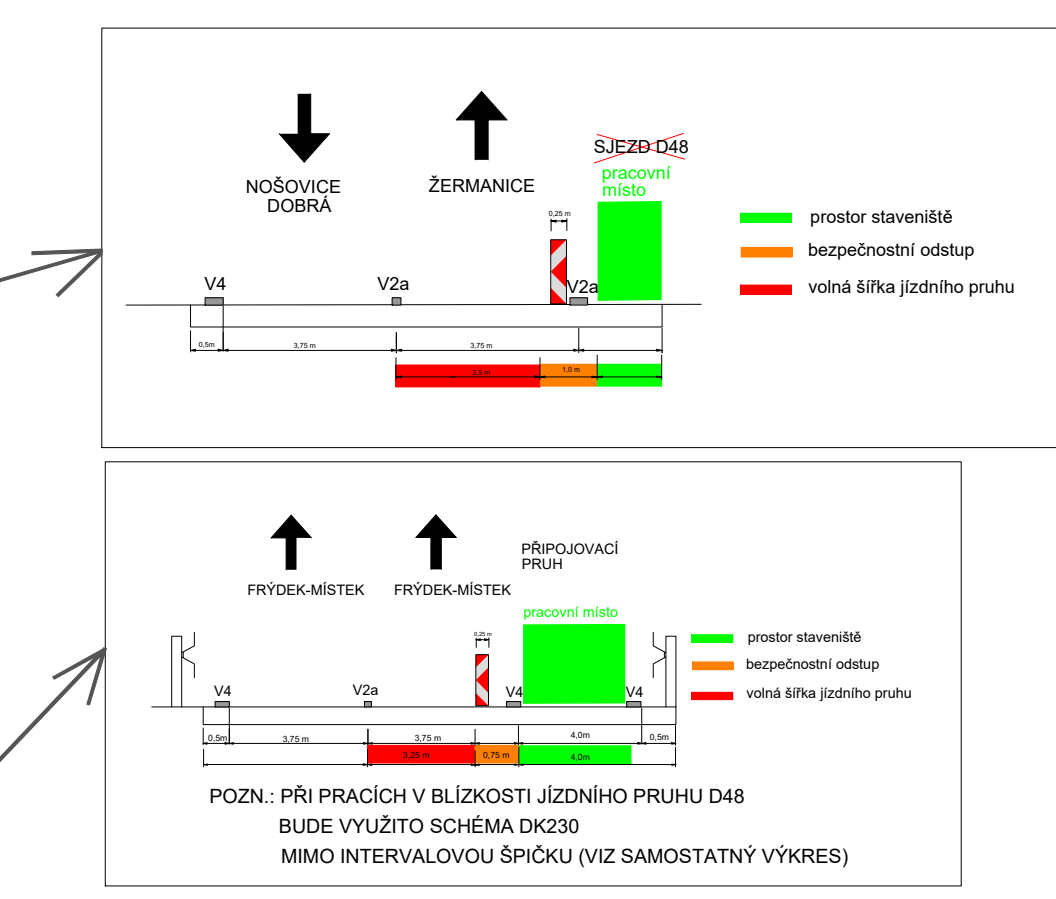 SJEZD D48
pracovní
místo
NOŠOVICE
DOBRÁ
ŽERMANICE
0,25 m
prostor staveniště
bezpečnostní odstup
volná šířka jízdního pruhu
V4
V2a
V2a
0,5m
3,75 m
3,75 m
3,5 m
1,0 m
PŘIPOJOVACÍ
PRUH
FRÝDEK-MÍSTEK
FRÝDEK-MÍSTEK
pracovní místo
0,25 m
prostor staveniště
bezpečnostní odstup
volná šířka jízdního pruhu
V4
V2a
V4
V4
0,5m
3,75 m
3,75 m
4,0m
0,5m
3,25 m
0,75 m
4,0m
POZN.: PŘI PRACÍCH V BLÍZKOSTI JÍZDNÍHO PRUHU D48
BUDE VYUŽITO SCHÉMA DK230
MIMO INTERVALOVOU ŠPIČKU (VIZ SAMOSTATNÝ VÝKRES)